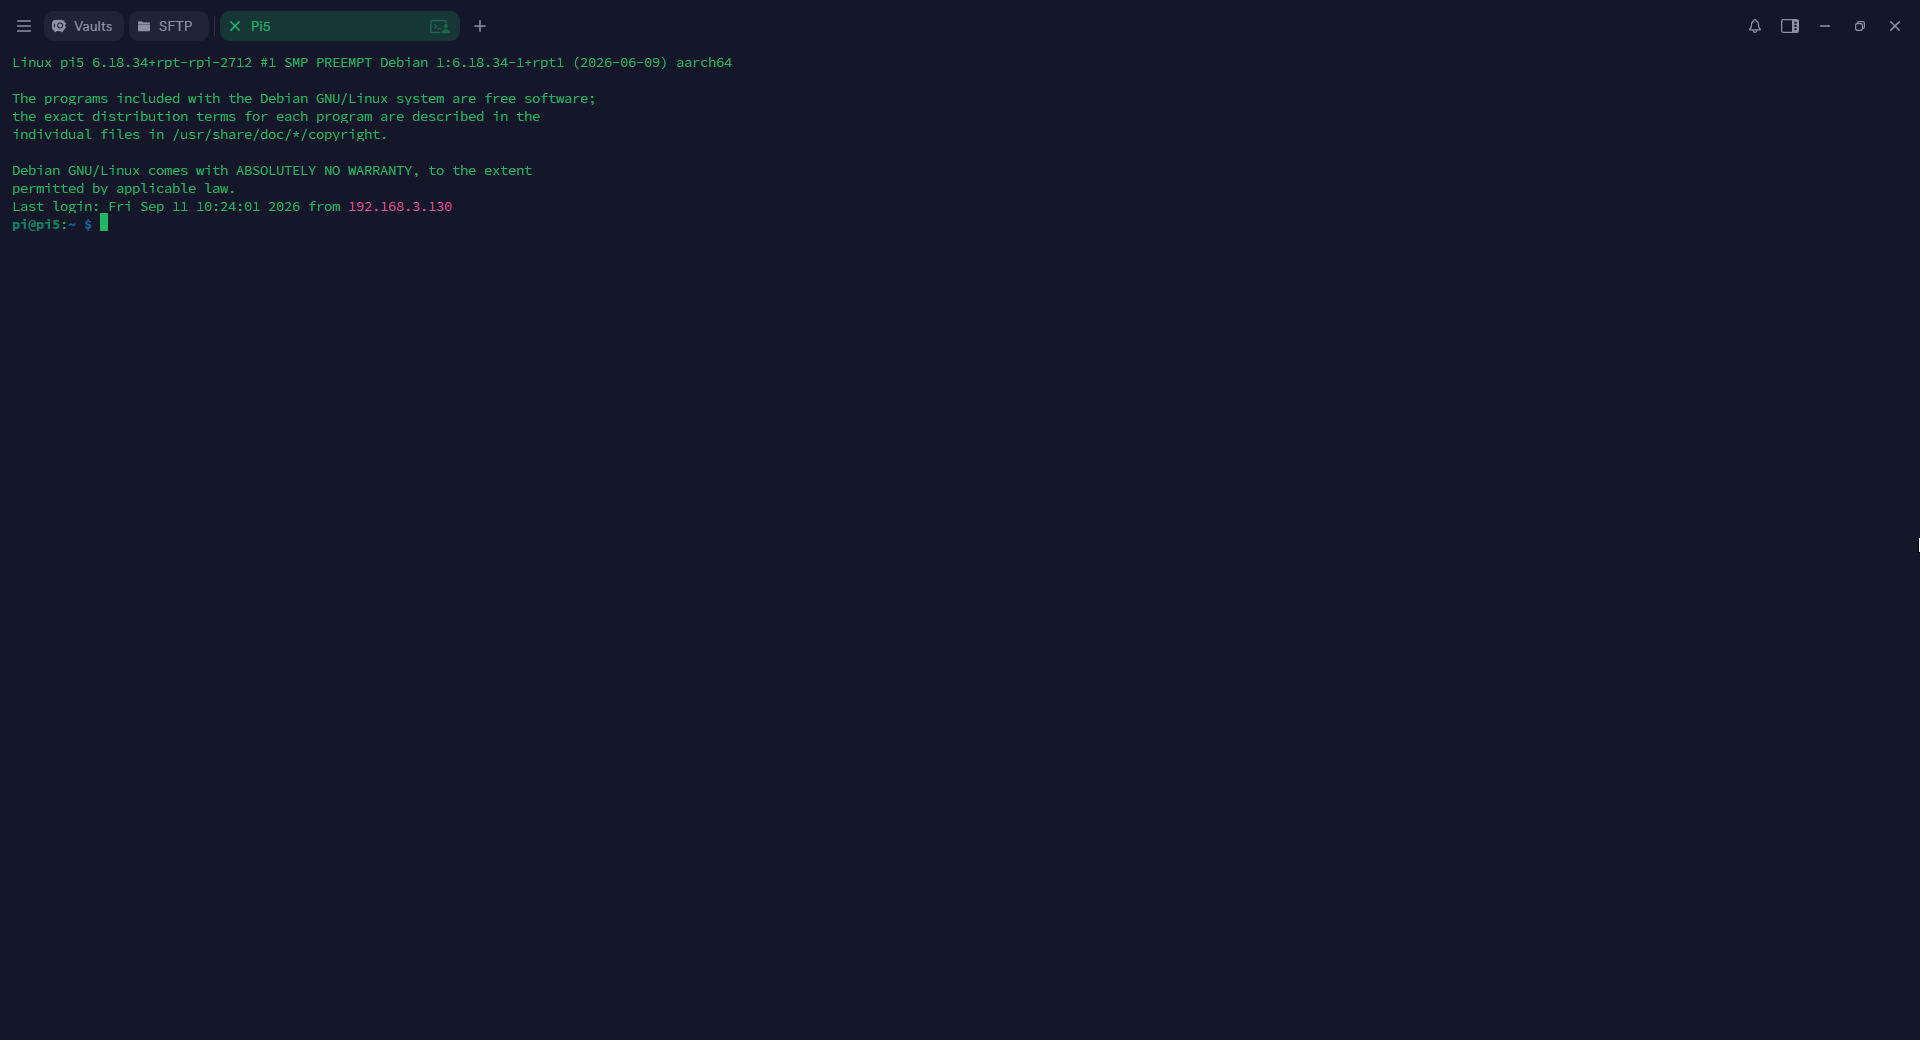 Vaults SFTP Pi5
Linux pi5 6.18.34+rpt-rpi-2712 #1 SMP PREEMPT Debian 1:6.18.34-1+rpt1 (2026-06-09) aarch64
The programs included with the Debian GNU/Linux system are free software;
the exact distribution terms for each program are described in the
individual files in /usr/share/doc/*/copyright.
Debian GNU/Linux comes with ABSOLUTELY NO WARRANTY, to the extent
permitted by applicable law.
Last login: Fri Sep 11 10:24:01 2026 from 192.168.3.130
pi@pi5:~ $